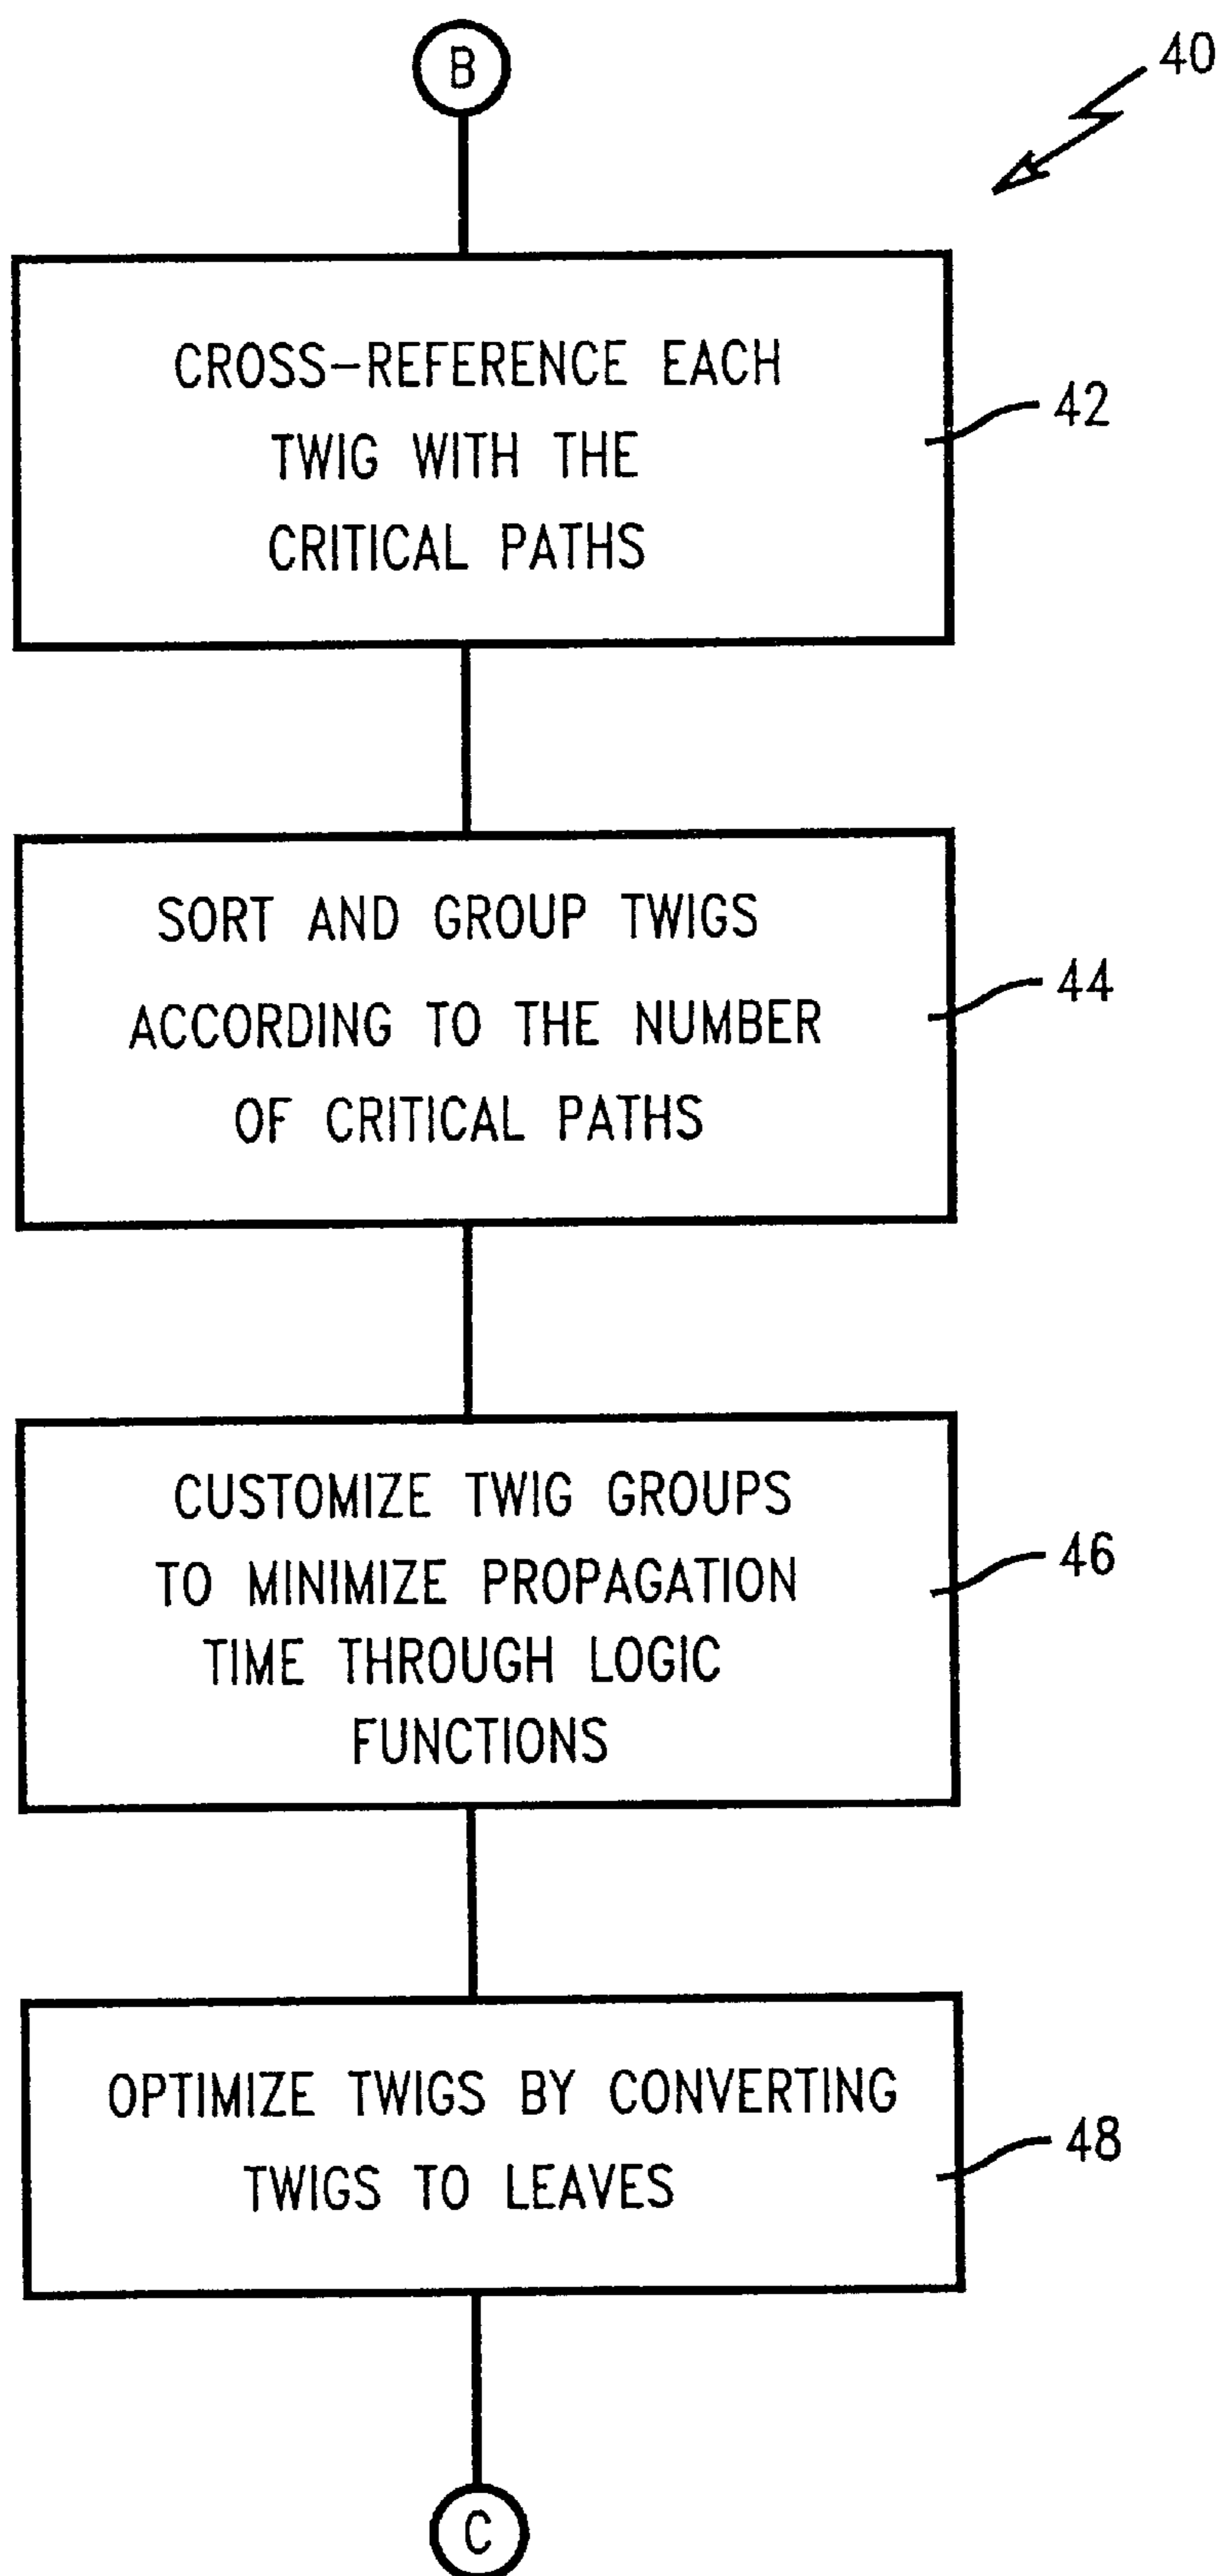 B
40
CROSS-REFERENCE EACH
TWIG WITH THE
CRITICAL PATHS
42
SORT AND GROUP TWIGS
ACCORDING TO THE NUMBER
OF CRITICAL PATHS
44
CUSTOMIZE TWIG GROUPS
TO MINIMIZE PROPAGATION
TIME THROUGH LOGIC
FUNCTIONS
46
OPTIMIZE TWIGS BY CONVERTING
TWIGS TO LEAVES
48
C